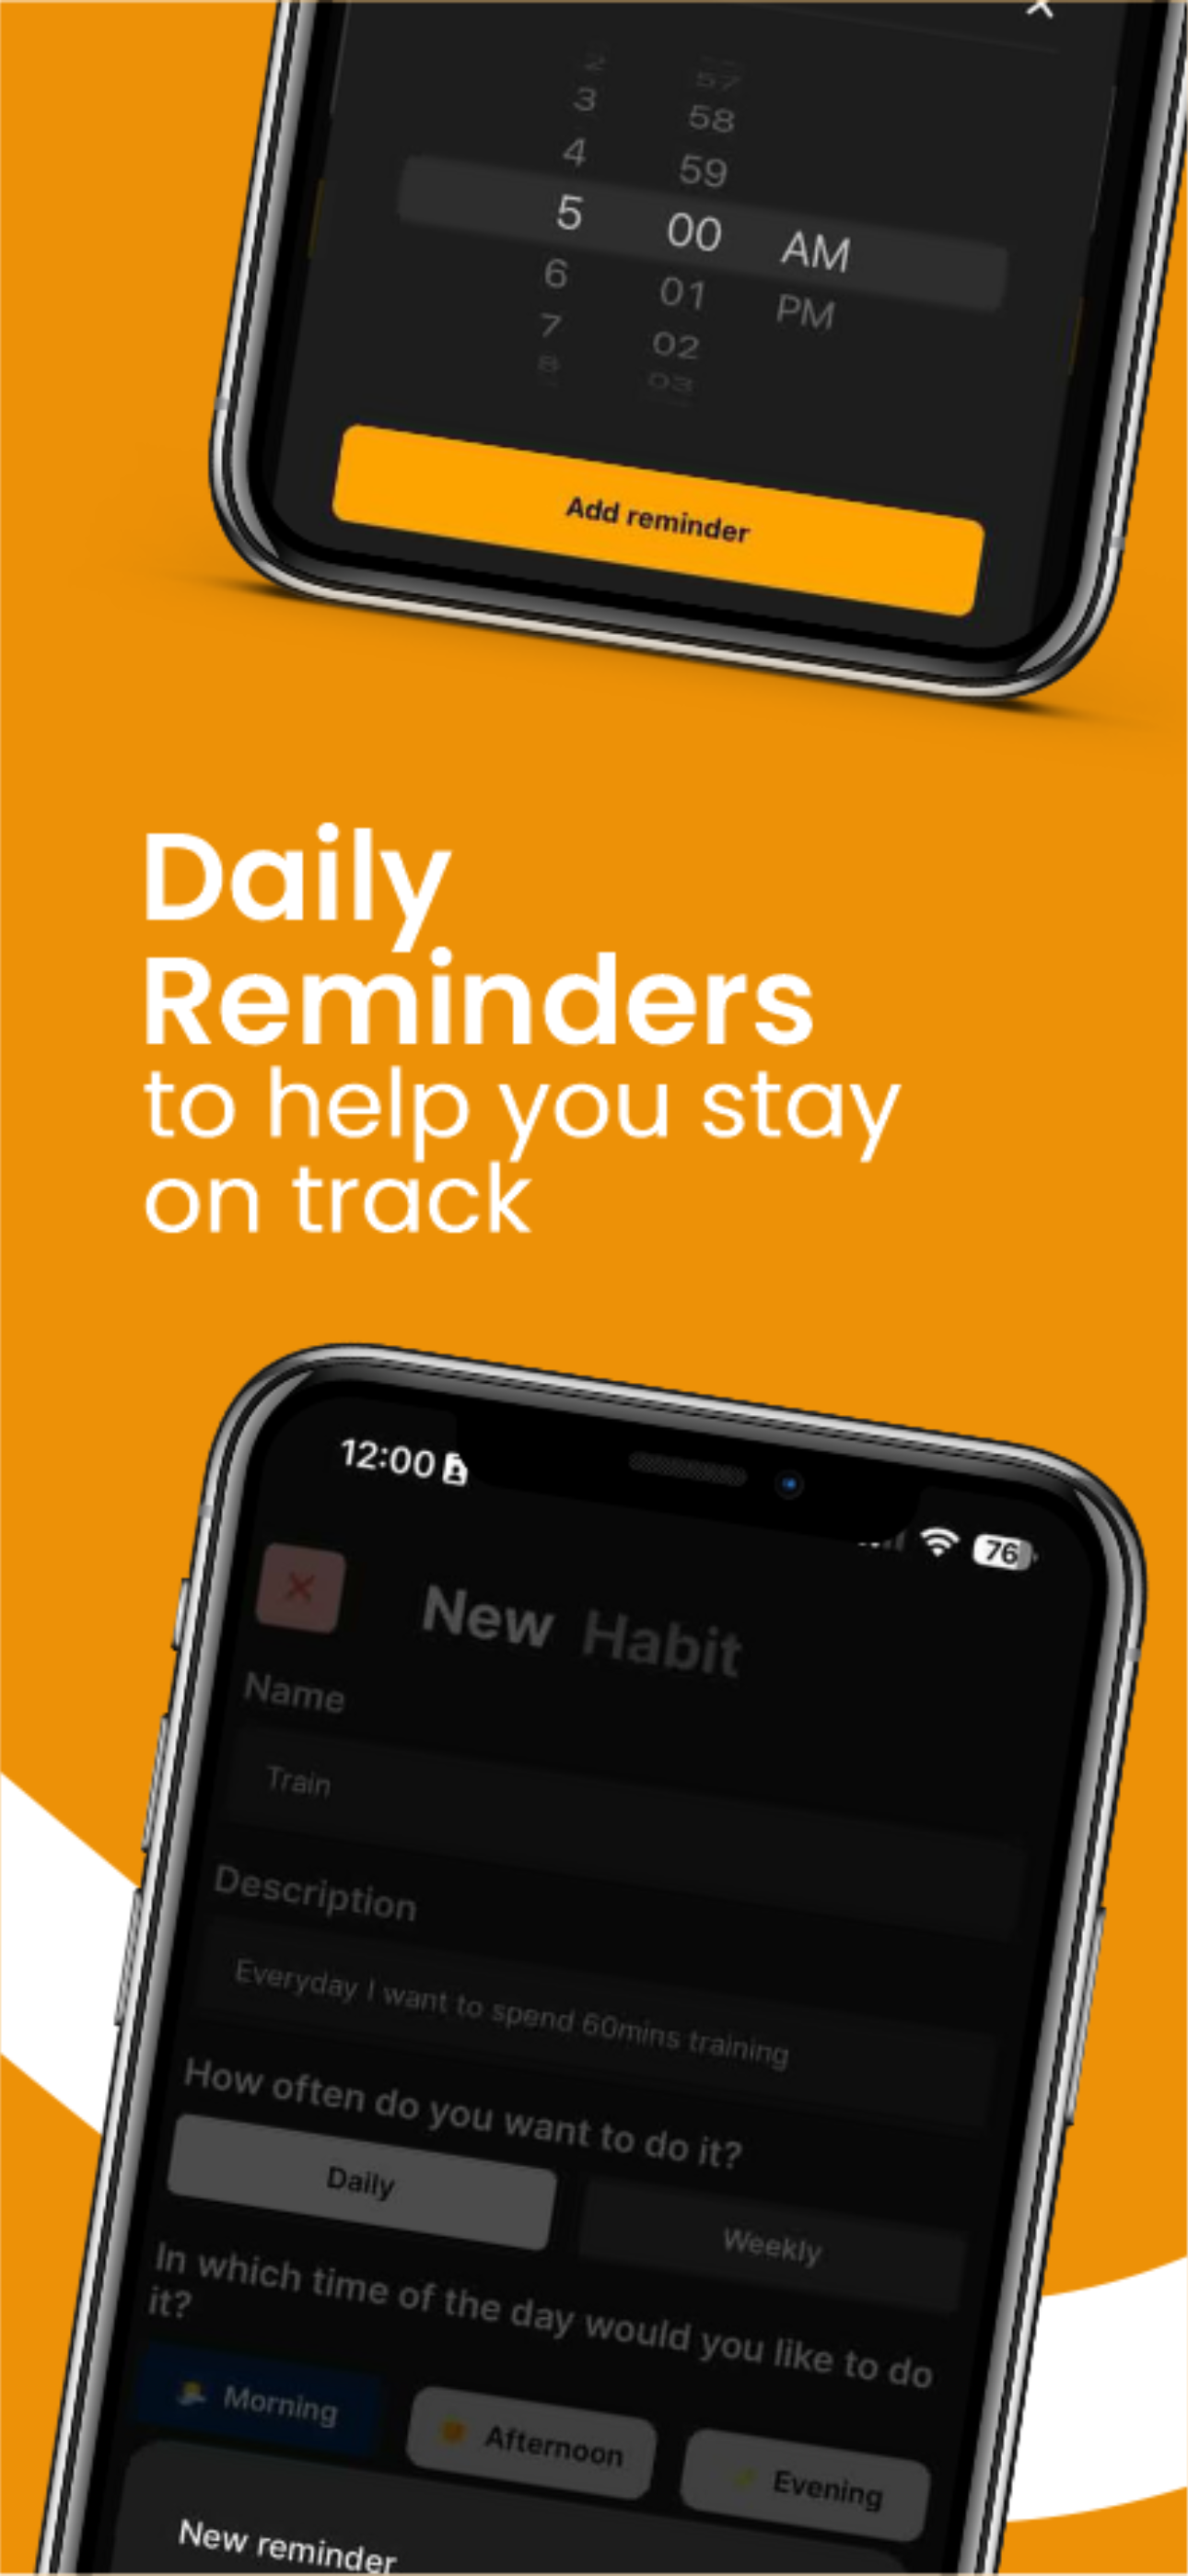 2 57
3 58
4 59
5 00 AM
6 01 PM
7 02
8 03
Add reminder
Daily
Reminders
to help you stay
on track
12:00
76
New Habit
Name
Train
Description
Everyday I want to spend 60mins training
How often do you want to do it?
Daily Weekly
In which time of the day would you like to do
it?
Morning Afternoon Evening
New reminder